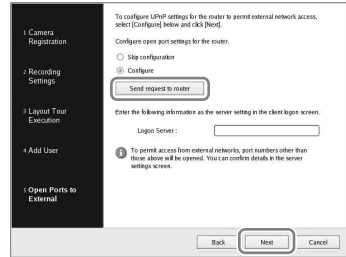 1 Camera
Registration
2 Recording
Settings
3 Layout Tour
Execution
4 Add User
5 Open Ports to
External
To configure UPnP settings for the router to permit external network access,
select [Configure] below and click [Next].
Configure open port settings for the router.
Skip configuration
Configure
Send request to router
Enter the following information as the server setting in the client logon screen.
Logon Server :
To permit access from external networks, port numbers other than
those above will be opened. You can confirm details in the server
settings screen.
Back
Next
Cancel